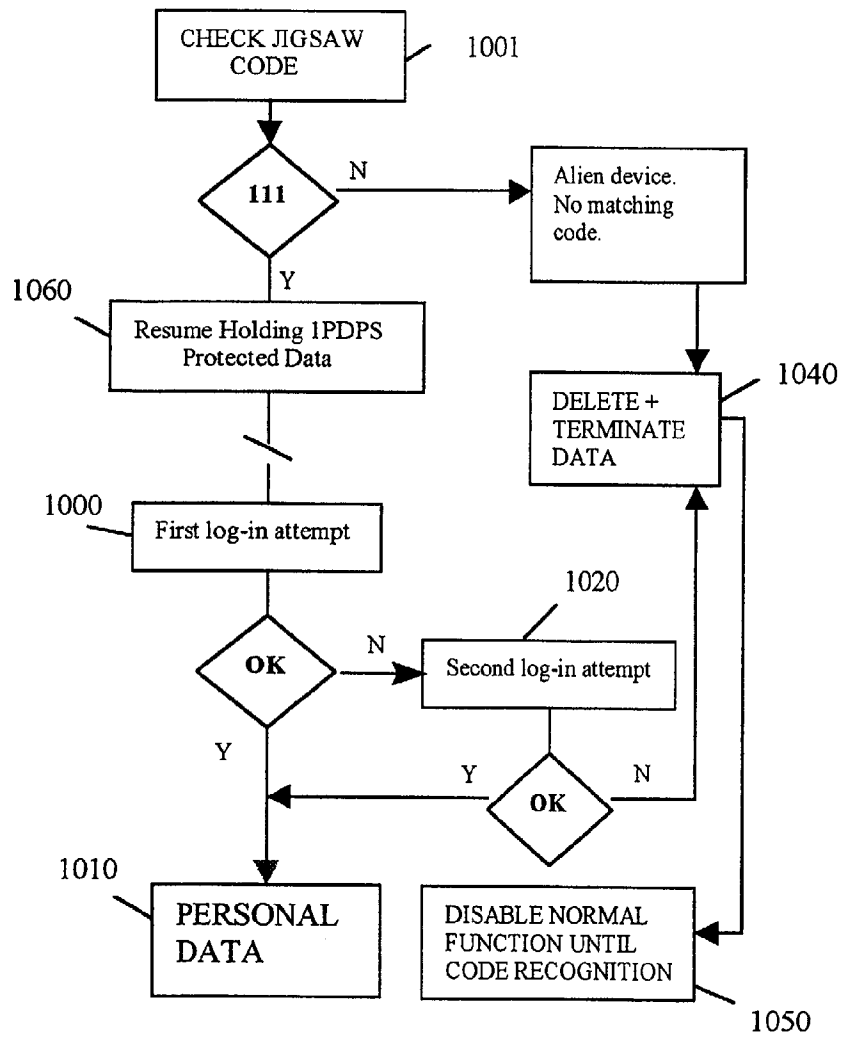 CHECK JIGSAW
CODE
1001
111
N
Alien device.
No matching
code.
Y
1060
Resume Holding 1PDPS
Protected Data
1040
DELETE +
TERMINATE
DATA
1000
First log-in attempt
1020
OK
N
Second log-in attempt
Y
Y
OK
N
1010
PERSONAL
DATA
DISABLE NORMAL
FUNCTION UNTIL
CODE RECOGNITION
1050